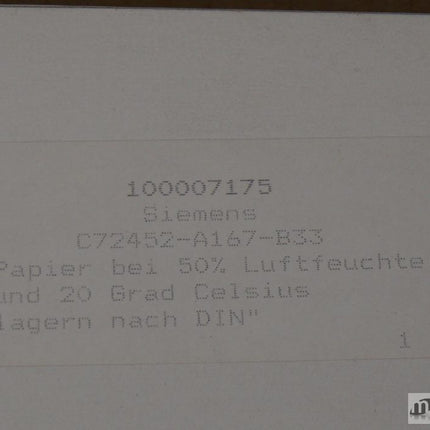 100007175
Siemens
C72452-A167-B33
Papier bei 50% Luftfeuchte
und 20 Grad Celsius
lagern nach DIN"
1